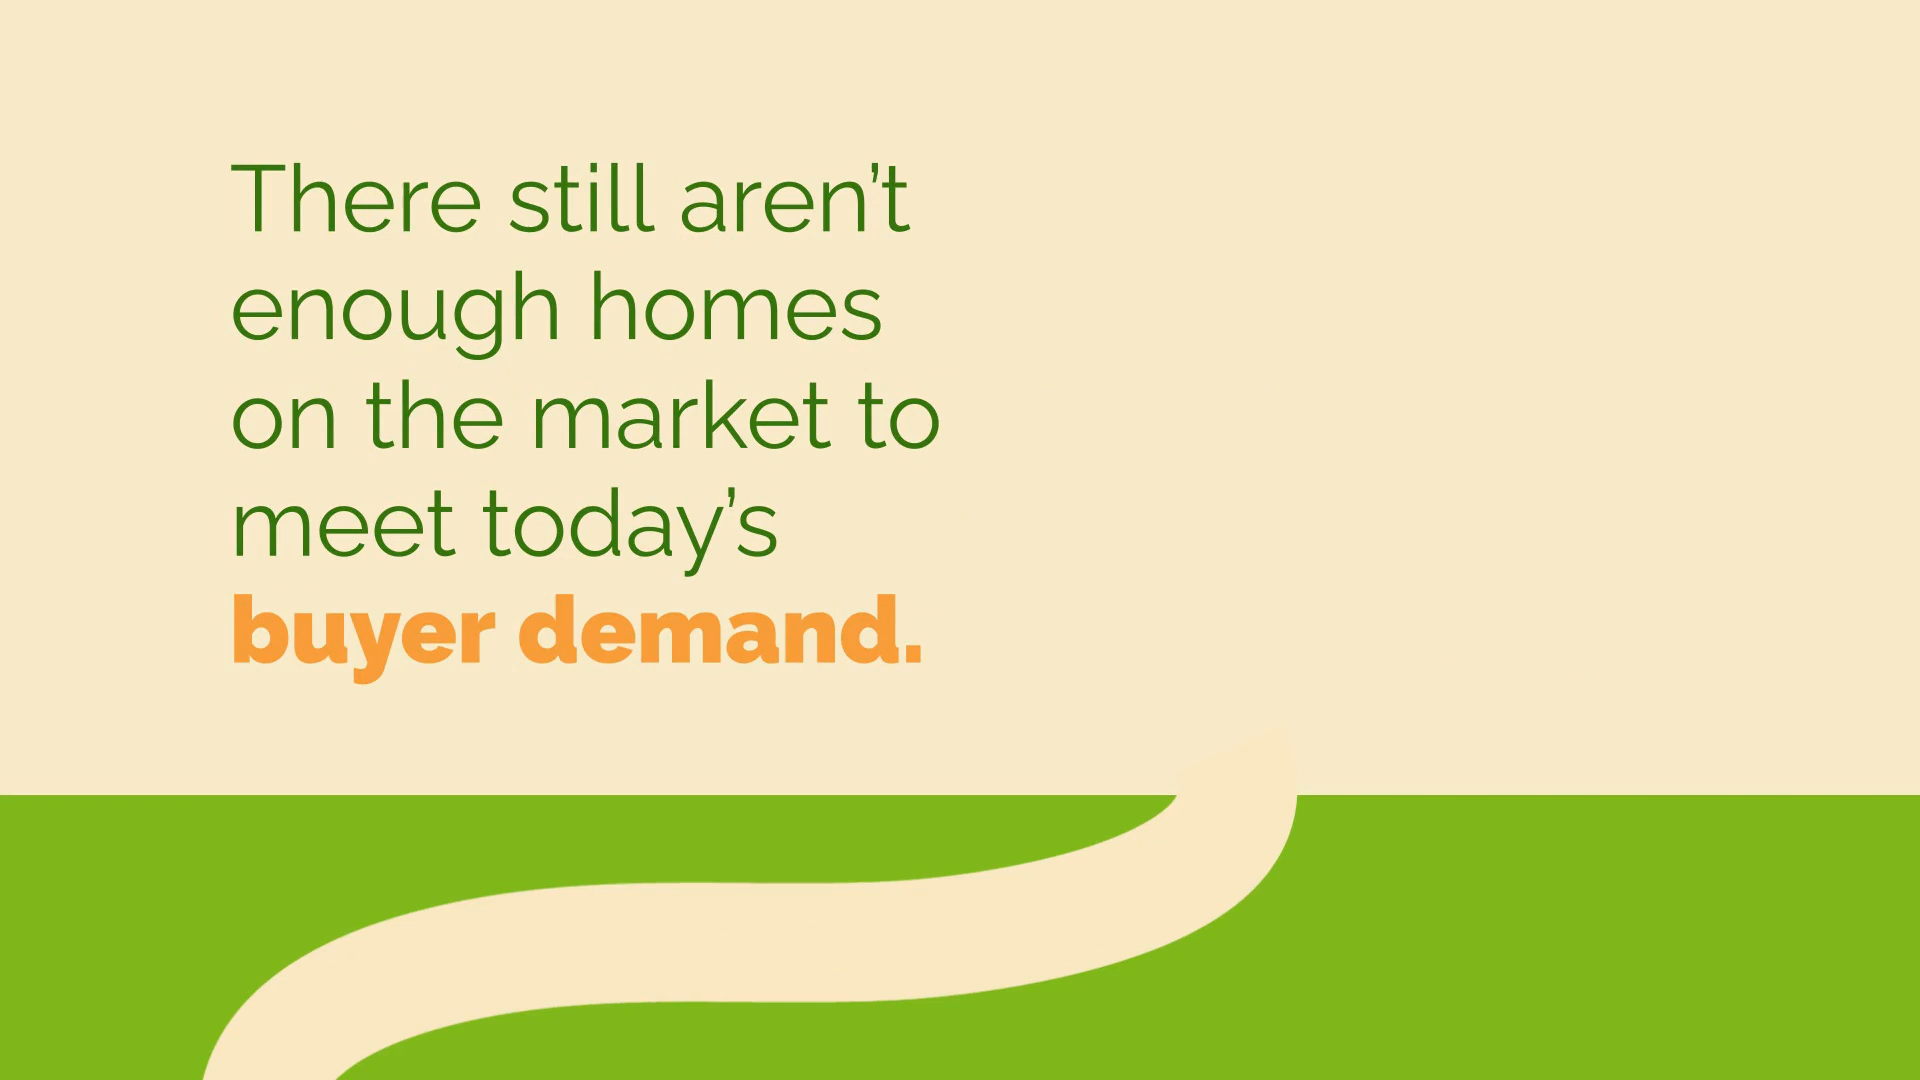 There still aren’t
enough homes
on the market to
meet today’s
buyer demand.